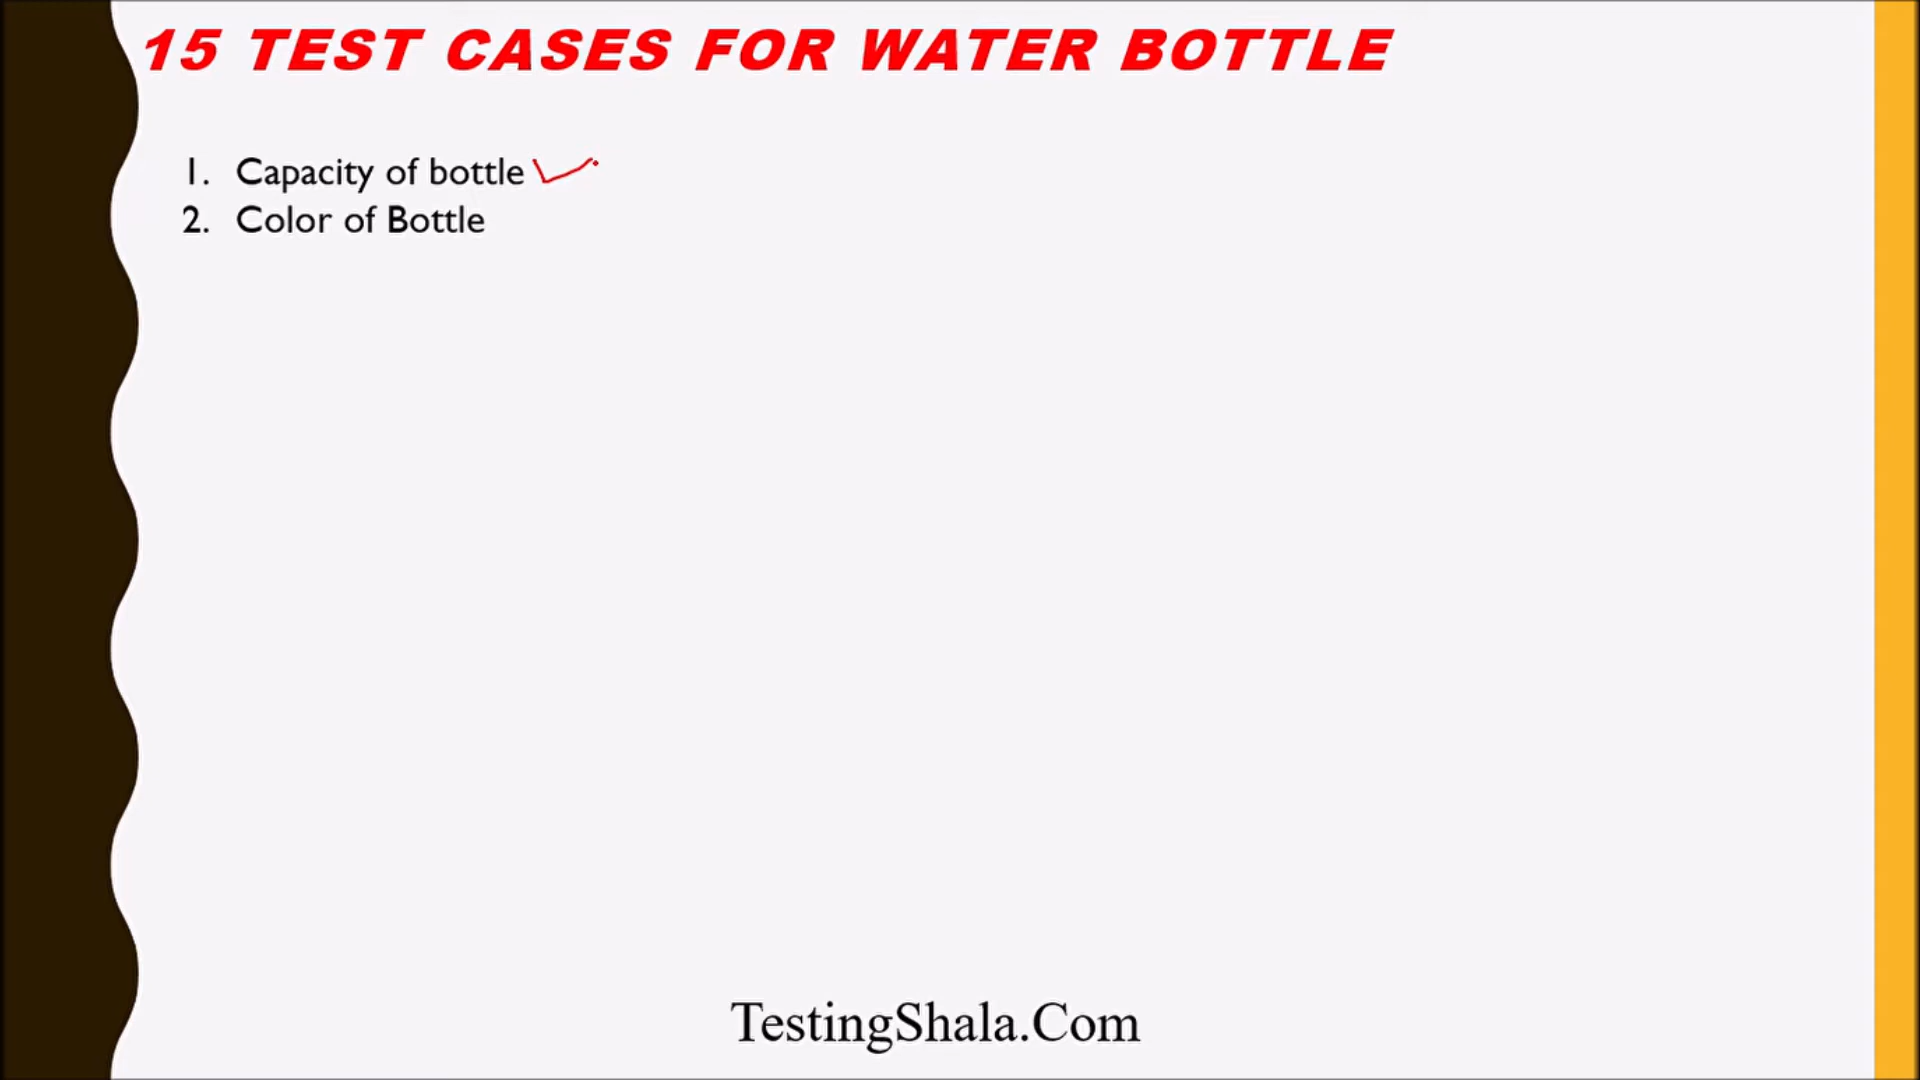 15 TEST CASES FOR WATER BOTTLE
1. Capacity of bottle
2. Color of Bottle
TestingShala.Com